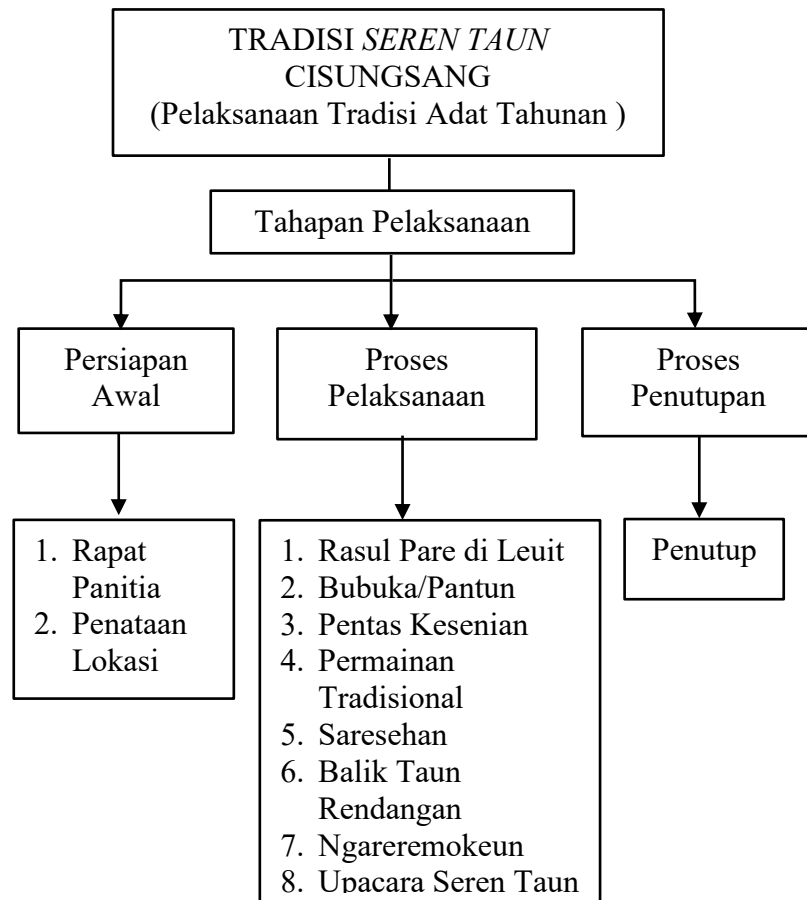 TRADISI SEREN TAUN
CISUNGSANG
(Pelaksanaan Tradisi Adat Tahunan )
Tahapan Pelaksanaan
Persiapan
Awal
Proses
Pelaksanaan
Proses
Penutupan
1. Rapat
Panitia
2. Penataan
Lokasi
1. Rasul Pare di Leuit
2. Bubuka/Pantun
3. Pentas Kesenian
4. Permainan
Tradisional
5. Saresehan
6. Balik Taun
Rendangan
7. Ngareremokeun
8. Upacara Seren Taun
Penutup